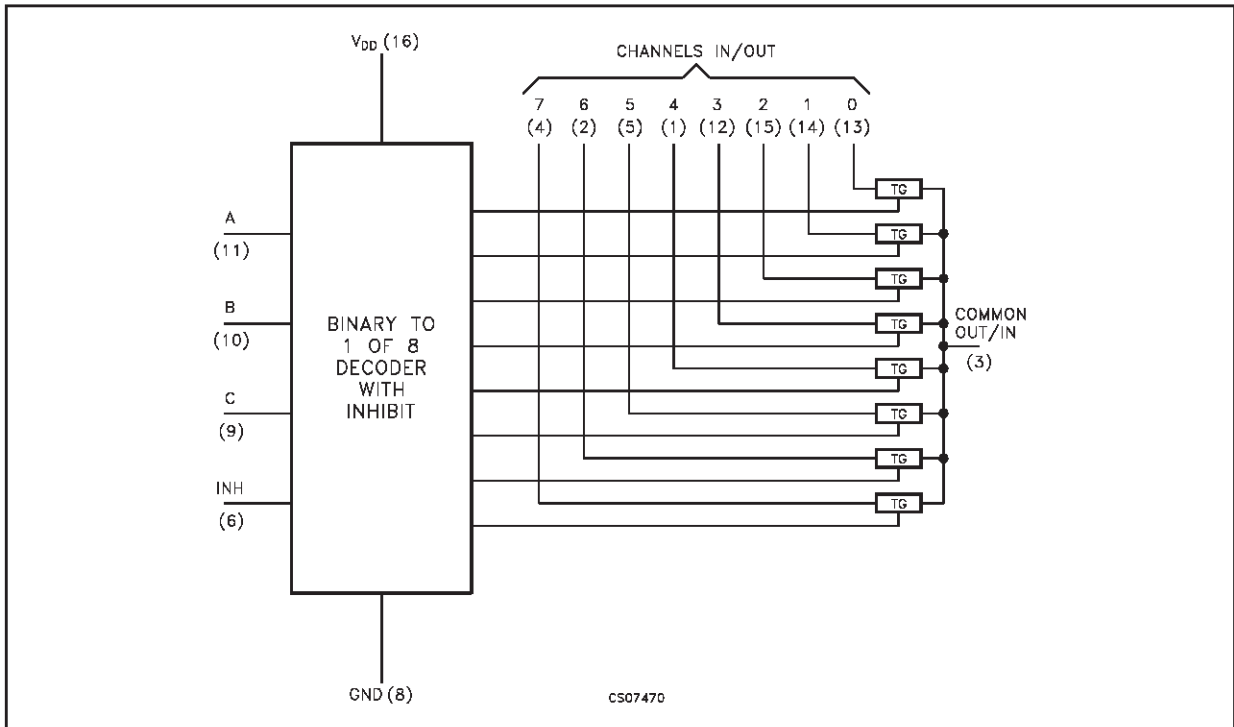 VDD (16)
CHANNELS IN/OUT
7 6 5 4 3 2 1 0
(4) (2) (5) (1) (12) (15) (14) (13)
TG
A
(11)
TG
TG
B
(10)
BINARY TO
1 OF 8
DECODER
WITH
INHIBIT
TG
COMMON
OUT/IN
(3)
TG
C
(9)
TG
TG
INH
(6)
TG
GND (8)
CS07470